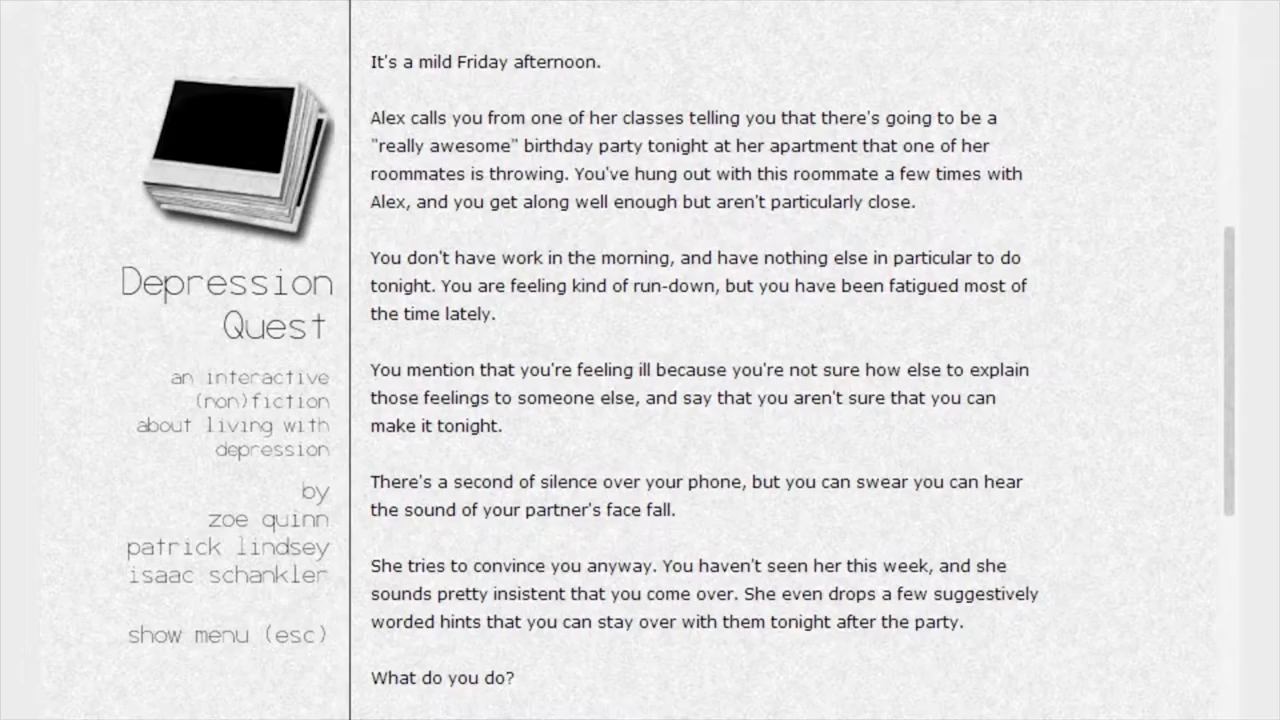 Depression
Quest
an interactive
(non)fiction
about living with
depression
by
zoe quinn
patrick lindsey
isaac schankler
show menu (esc)
It's a mild Friday afternoon.
Alex calls you from one of her classes telling you that there's going to be a
"really awesome" birthday party tonight at her apartment that one of her
roommates is throwing. You've hung out with this roommate a few times with
Alex, and you get along well enough but aren't particularly close.
You don't have work in the morning, and have nothing else in particular to do
tonight. You are feeling kind of run-down, but you have been fatigued most of
the time lately.
You mention that you're feeling ill because you're not sure how else to explain
those feelings to someone else, and say that you aren't sure that you can
make it tonight.
There's a second of silence over your phone, but you can swear you can hear
the sound of your partner's face fall.
She tries to convince you anyway. You haven't seen her this week, and she
sounds pretty insistent that you come over. She even drops a few suggestively
worded hints that you can stay over with them tonight after the party.
What do you do?